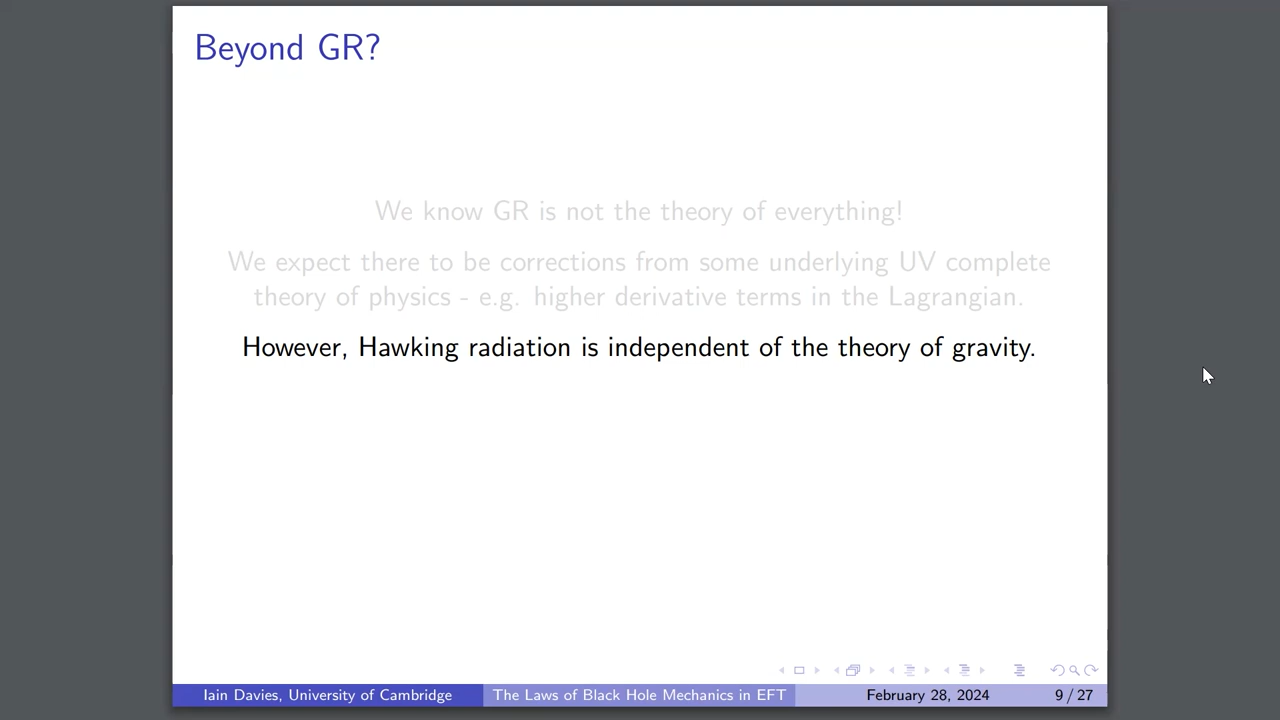 Beyond GR?
We know GR is not the theory of everything!
We expect there to be corrections from some underlying UV complete
theory of physics - e.g. higher derivative terms in the Lagrangian.
However, Hawking radiation is independent of the theory of gravity.
Iain Davies, University of Cambridge The Laws of Black Hole Mechanics in EFT February 28, 2024 9 / 27